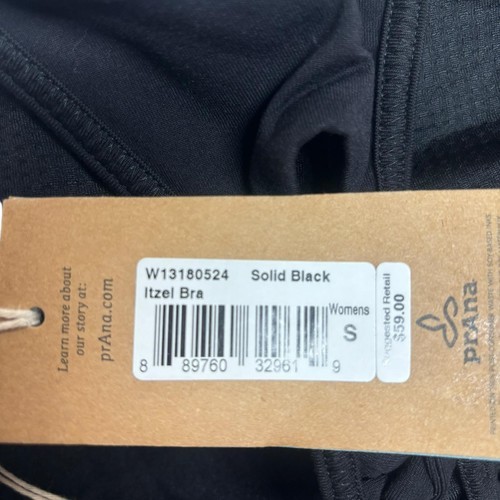 W13180524 Solid Black
Itzel Bra
Womens
S
8 89760 32961 9
Suggested Retail
$59.00
Learn more about
our story at:
prAna.com
prAna